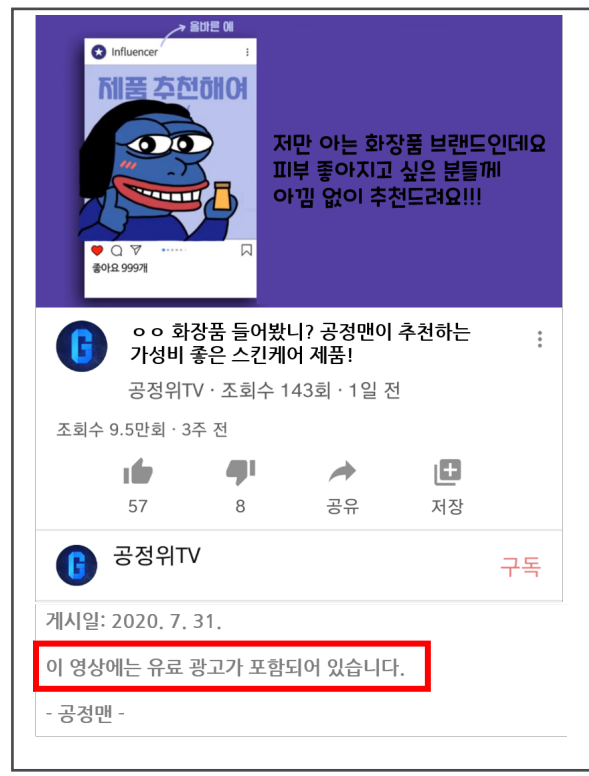 올바른 예
Influencer
제품 추천해여
저만 아는 화장품 브랜드인데요
피부 좋아지고 싶은 분들께
아낌 없이 추천드려요!!!
좋아요 999개
G
ㅇㅇ 화장품 들어봤니? 공정맨이 추천하는
가성비 좋은 스킨케어 제품!
공정위TV · 조회수 143회 · 1일 전
조회수 9.5만회 · 3주 전
57 8 공유 저장
G 공정위TV 구독
게시일: 2020. 7. 31.
이 영상에는 유료 광고가 포함되어 있습니다.
- 공정맨 -